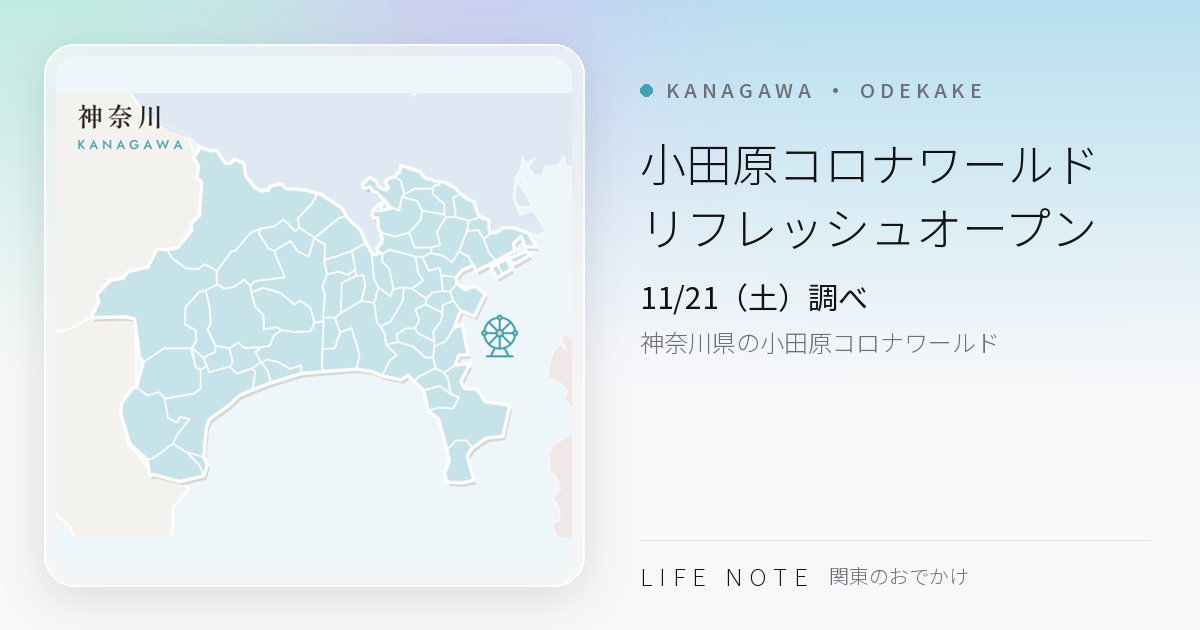 神奈川
KANAGAWA
KANAGAWA • ODEKAKE
小田原コロナワールド
リフレッシュオープン
11/21（土）調べ
神奈川県の小田原コロナワールド
LIFE NOTE 関東のおでかけ